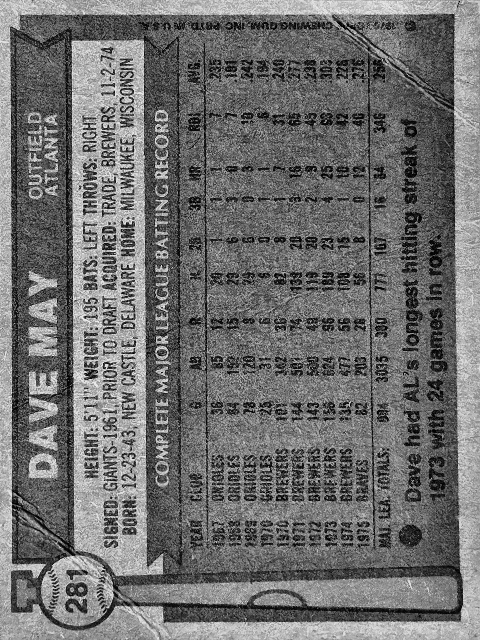 281
DAVE MAY
OUTFIELD
ATLANTA
HEIGHT: 5'11" WEIGHT: 195 BATS: LEFT THROWS: RIGHT
SIGNED: GIANTS-1961, PRIOR TO DRAFT ACQUIRED: TRADE, BREWERS, 11-2-74
BORN: 12-23-43, NEW CASTLE, DELAWARE HOME: MILWAUKEE, WISCONSIN
COMPLETE MAJOR LEAGUE BATTING RECORD
YEAR CLUB G AB R H 2B 3B HR RBI AVG.
1967 ORIOLES 36 85 12 20 1 1 1 7 .235
1968 ORIOLES 84 152 15 29 6 3 0 7 .191
1969 ORIOLES 78 120 8 29 6 0 3 10 .242
1970 ORIOLES 25 31 6 6 0 1 1 6 .194
1970 BREWERS 101 342 36 82 8 1 7 31 .240
1971 BREWERS 144 501 74 139 20 3 16 65 .277
1972 BREWERS 143 500 49 119 20 2 9 45 .238
1973 BREWERS 156 624 96 189 23 4 25 93 .303
1974 BREWERS 135 477 56 108 15 1 10 42 .226
1975 BRAVES 82 203 28 56 8 0 12 40 .276
MAJ. LEA. TOTALS: 984 3035 380 777 107 16 84 346 .256
Dave had AL's longest hitting streak of
1973 with 24 games in row.
CHEWING GUM, INC. PRTD. IN U.S.A.